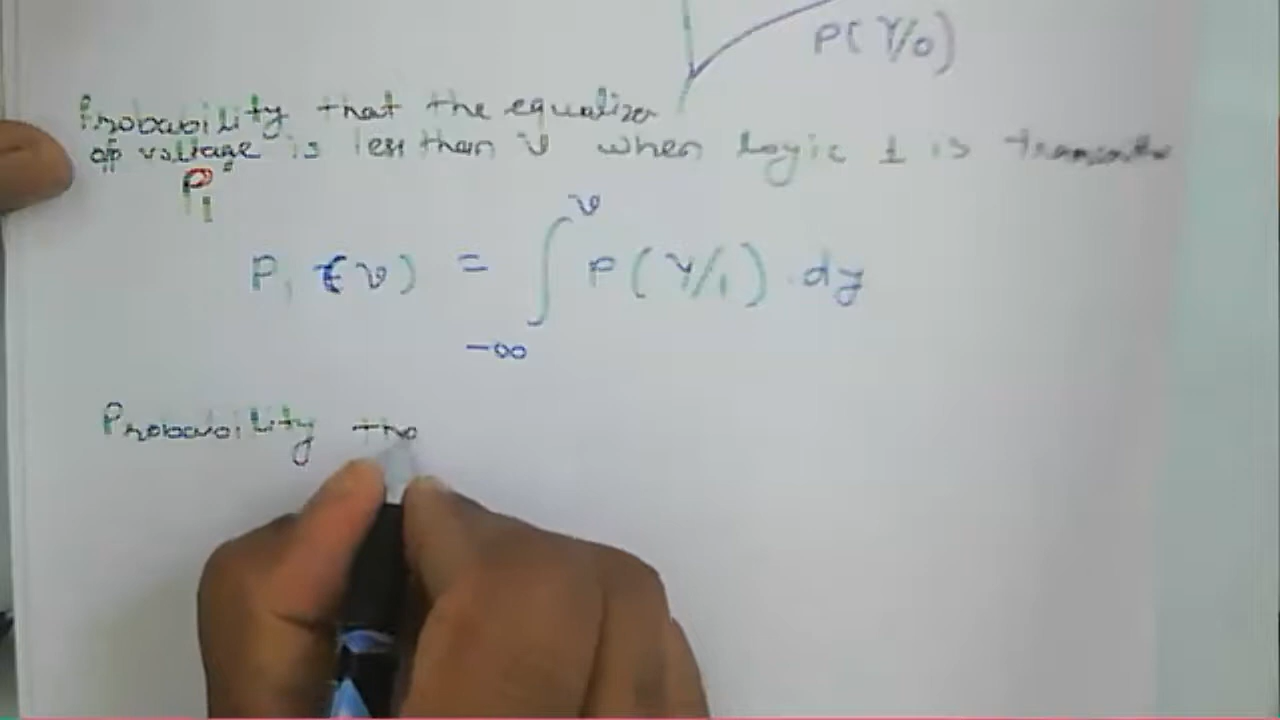 P(Y/0)
Probability that the equalizer
op voltage is less than v when logic 1 is
P1
P1 (v) = ∫ v -∞ P(Y/1) . dy
Probability tha